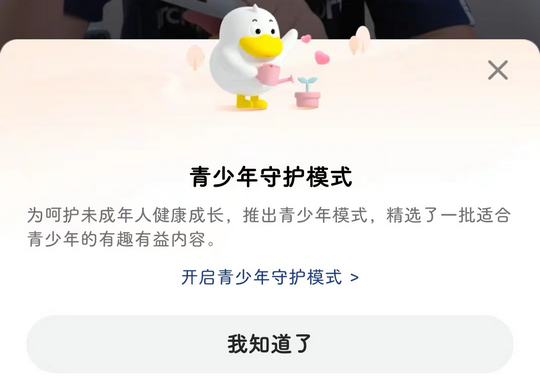 青少年守护模式
为呵护未成年人健康成长，推出青少年模式，精选了一批适合
青少年的有趣有益内容。
开启青少年守护模式 >
我知道了